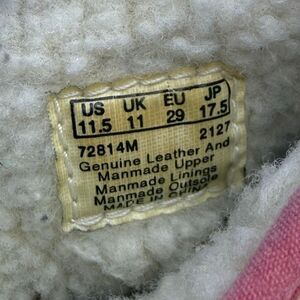 US UK EU JP
11.5 11 29 17.5
72814M 2127
Genuine Leather And
Manmade Upper
Manmade Linings
Manmade Outsole
MADE IN CHINA